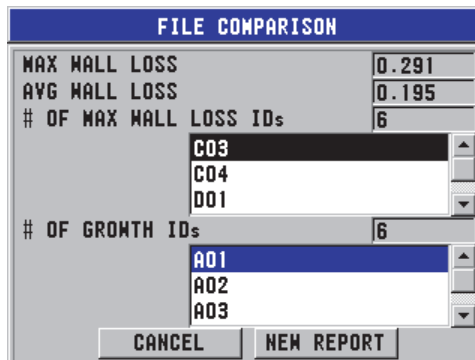 FILE COMPARISON
MAX WALL LOSS 0.291
AVG WALL LOSS 0.195
# OF MAX WALL LOSS IDs 6
C03
C04
D01
# OF GROWTH IDs 6
A01
A02
A03
CANCEL NEW REPORT